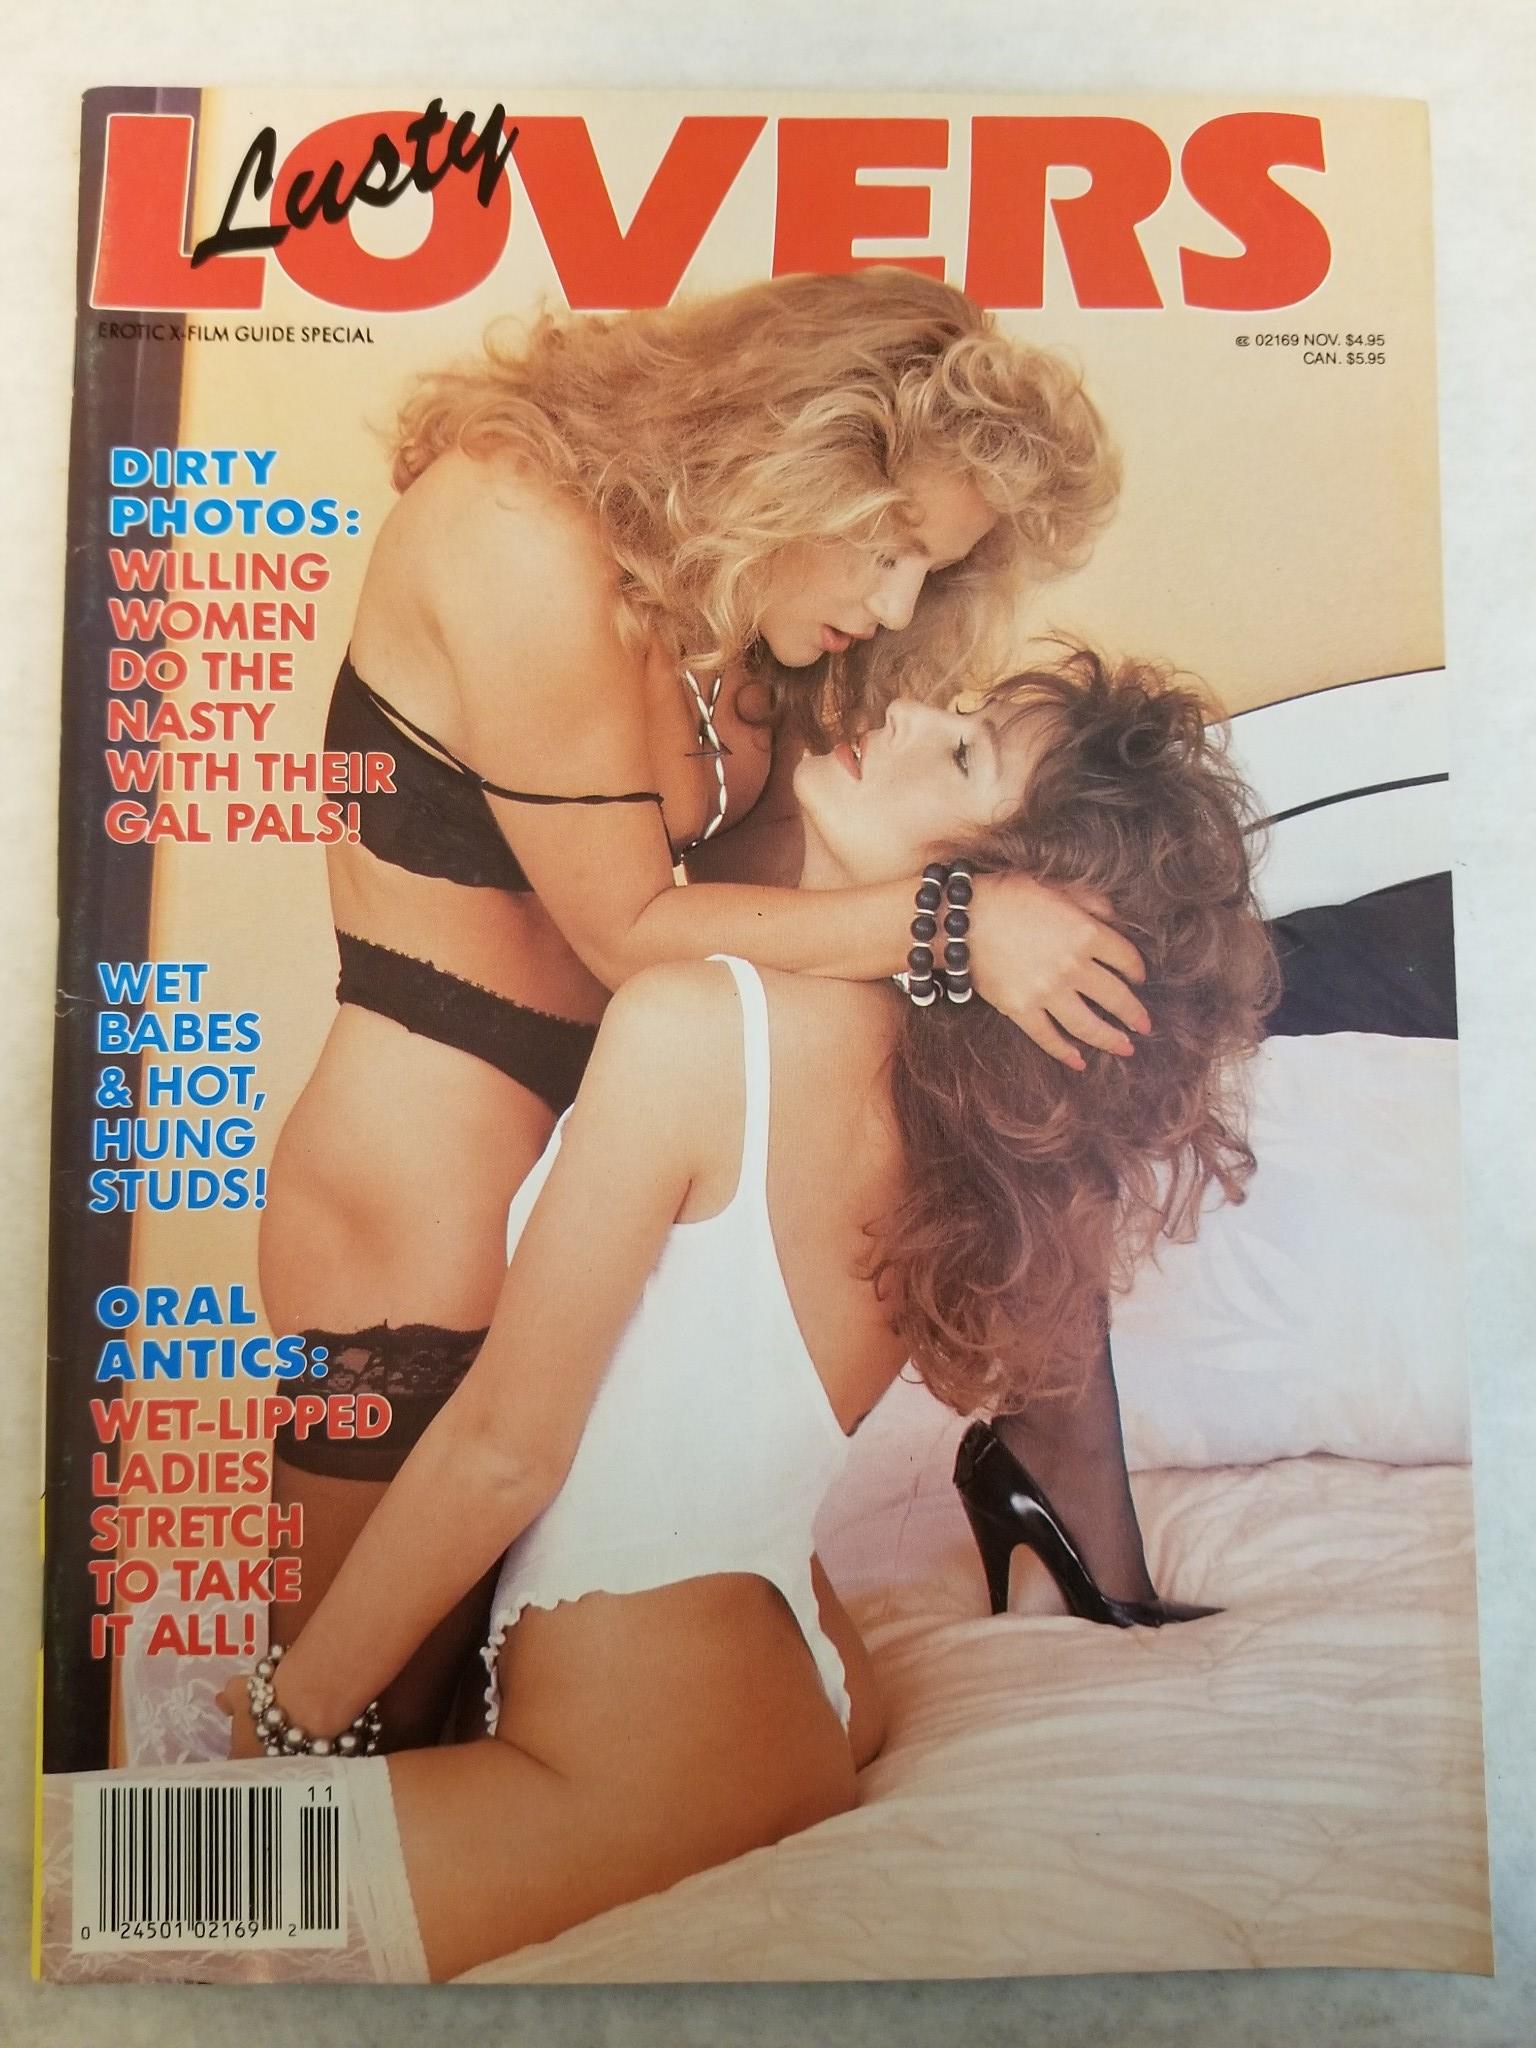 Lusty
LOVERS
EROTIC X-FILM GUIDE SPECIAL
02169 NOV. $4.95
CAN. $5.95
DIRTY
PHOTOS:
WILLING
WOMEN
DO THE
NASTY
WITH THEIR
GAL PALS!
WET
BABES
& HOT,
HUNG
STUDS!
ORAL
ANTICS:
WET-LIPPED
LADIES
STRETCH
TO TAKE
IT ALL!
11
0 24501 02169 2